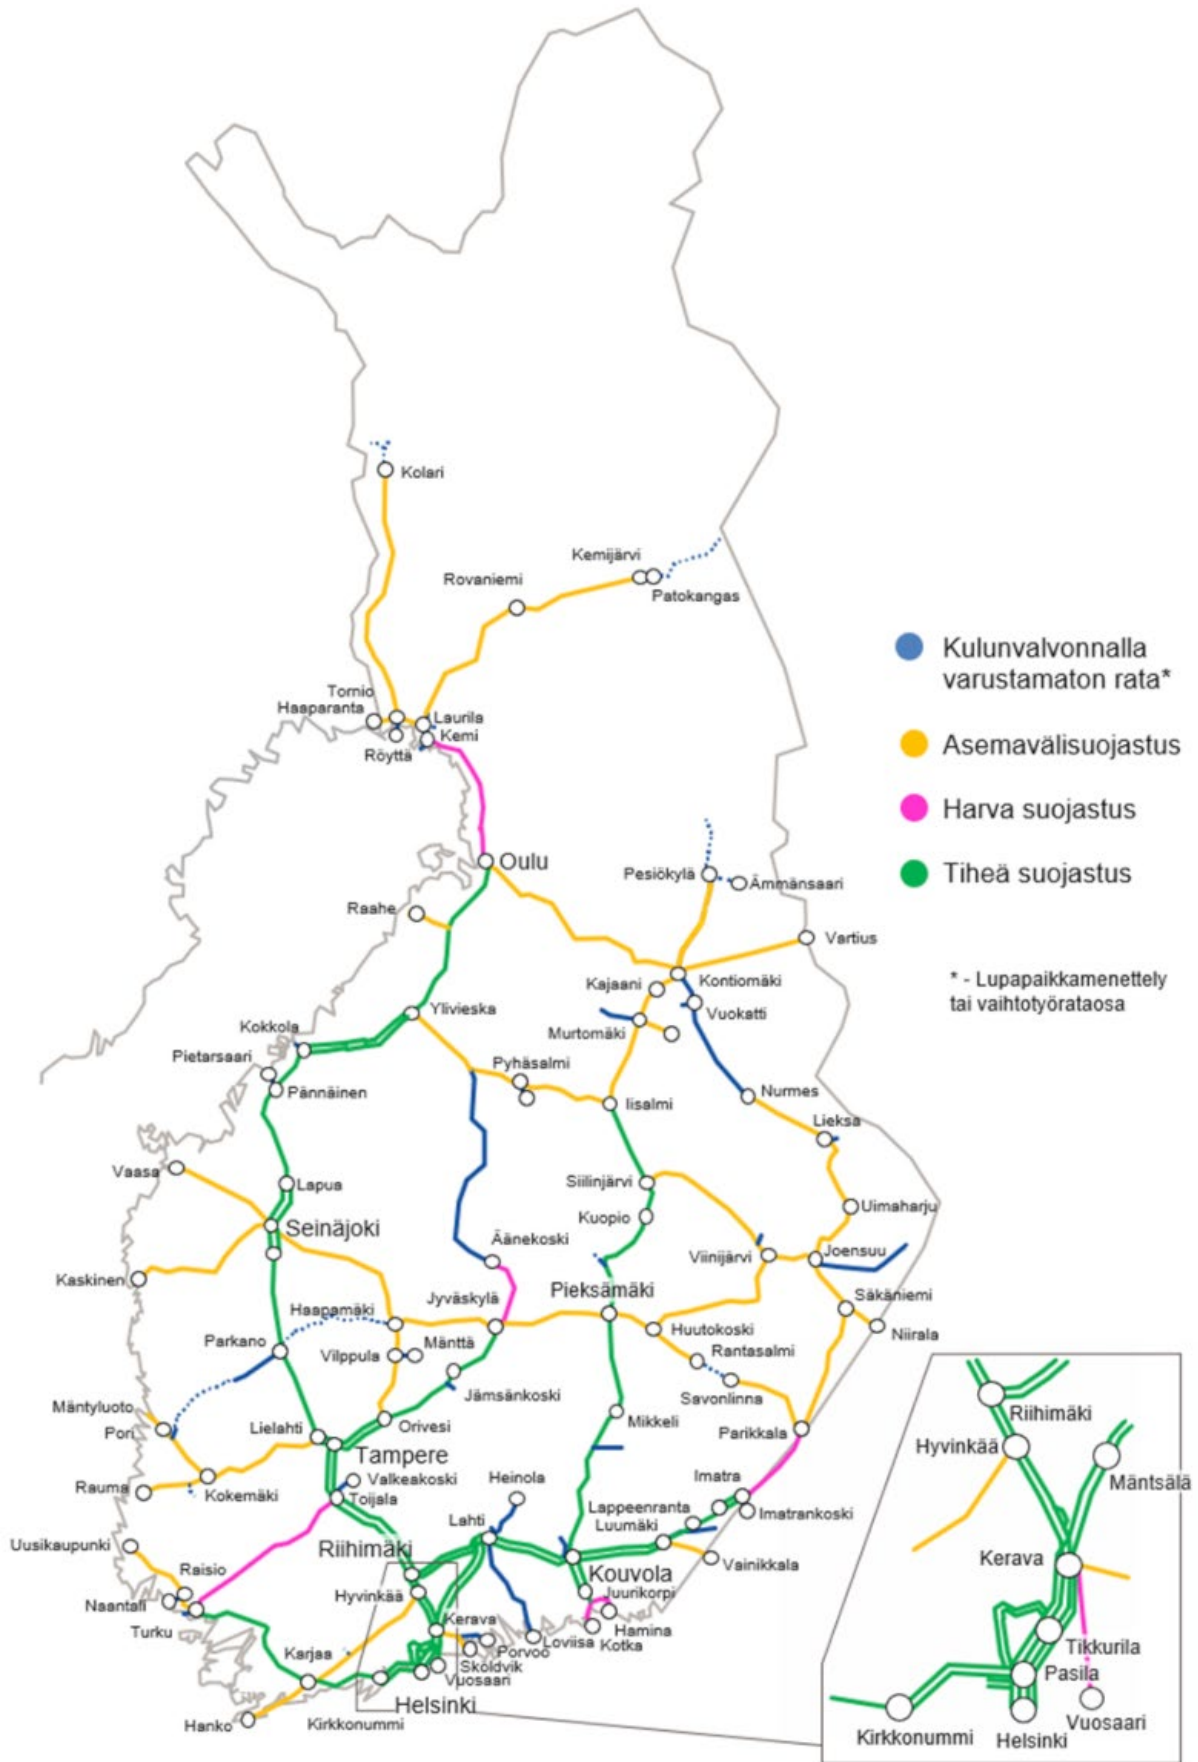 Kolari
Kemijärvi
Rovaniemi
Patokangas
Kulunvalvonnalla
varustamaton rata*
Tornio
Haaparanta
Laurila
Kemi
Röyttä
Asemavälisuojastus
Harva suojastus
Oulu
Pesiökylä
Ämmänsaari
Tiheä suojastus
Raahe
Vartius
Kajaani
Kontiomäki
* - Lupapaikkamenettely
tai vaihtotyörataosa
Ylivieska
Vuokatti
Kokkola
Murtomäki
Pietarsaari
Pyhäsalmi
Pännäinen
Nurmes
Iisalmi
Lieksa
Vaasa
Lapua
Siilinjärvi
Uimaharju
Kuopio
Seinäjoki
Äänekoski
Viinijärvi
Joensuu
Kaskinen
Pieksämäki
Säkäniemi
Jyväskylä
Haapamäki
Huutokoski
Niirala
Parkano
Mänttä
Vilppula
Rantasalmi
Jämsänkoski
Savonlinna
Mäntyluoto
Pori
Lielahti
Orivesi
Mikkeli
Parikkala
Tampere
Valkeakoski
Heinola
Imatra
Rauma
Kokemäki
Toijala
Lappeenranta
Imatrankoski
Lahti
Luumäki
Uusikaupunki
Riihimäki
Vainikkala
Raisio
Kouvola
Hyvinkää
Juurikorpi
Naantali
Kerava
Hamina
Turku
Loviisa
Kotka
Karjaa
Porvoo
Sköldvik
Vuosaari
Helsinki
Hanko
Kirkkonummi
Riihimäki
Hyvinkää
Mäntsälä
Kerava
Tikkurila
Pasila
Vuosaari
Kirkkonummi
Helsinki